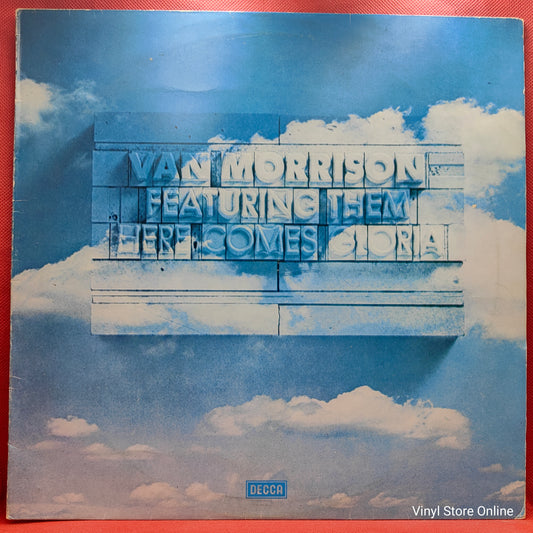 VAN MORRISON
FEATURING THEM
HERE COMES GLORIA
DECCA
Vinyl Store Online